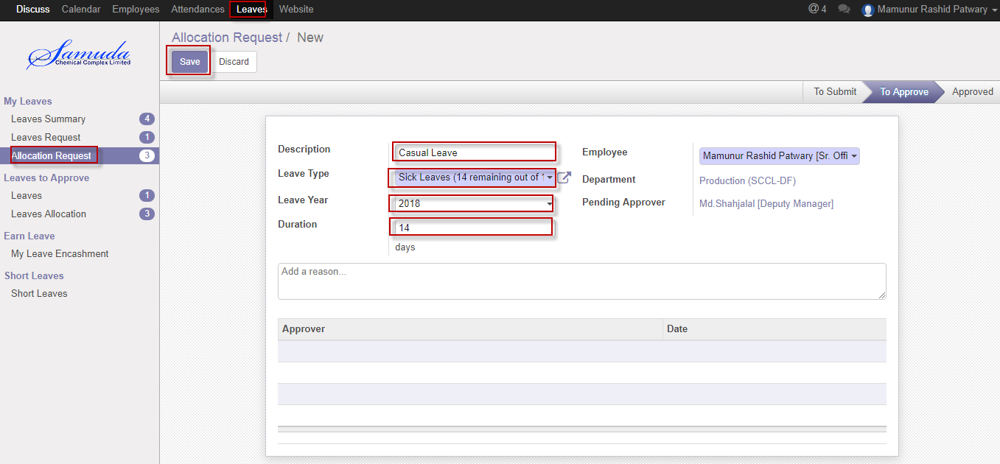 Discuss Calendar Employees Attendances Leaves Website @ 4 Mamunur Rashid Patwary
Samuda
Chemical Complex Limited
Allocation Request / New
Save Discard
To Submit To Approve Approved
My Leaves
Leaves Summary 4
Leaves Request 1
Allocation Request 3
Leaves to Approve
Leaves 1
Leaves Allocation 3
Earn Leave
My Leave Encashment
Short Leaves
Short Leaves
Description Casual Leave
Leave Type Sick Leaves (14 remaining out of 1
Leave Year 2018
Duration 14
days
Employee Mamunur Rashid Patwary [Sr. Offi
Department Production (SCCL-DF)
Pending Approver Md.Shahjalal [Deputy Manager]
Add a reason...
Approver Date